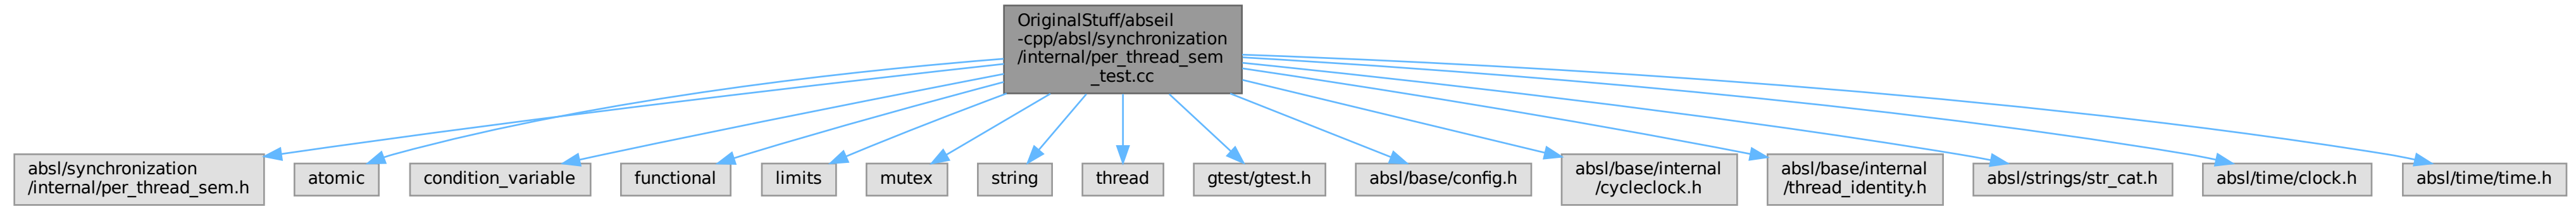 OriginalStuff/abseil
-cpp/absl/synchronization
/internal/per_thread_sem
_test.cc
absl/synchronization
/internal/per_thread_sem.h
atomic
condition_variable
functional
limits
mutex
string
thread
gtest/gtest.h
absl/base/config.h
absl/base/internal
/cycleclock.h
absl/base/internal
/thread_identity.h
absl/strings/str_cat.h
absl/time/clock.h
absl/time/time.h